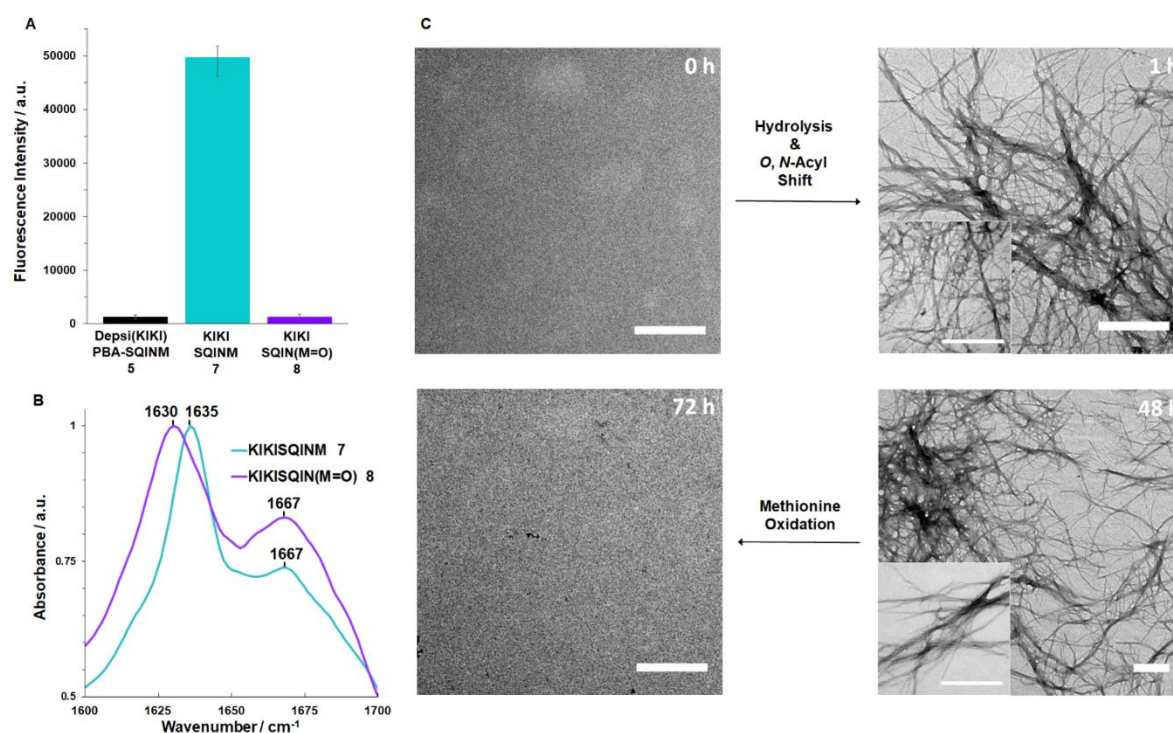 A
Fluorescence Intensity / a.u.
50000
40000
30000
20000
10000
0
Depsi(KIKI)
PBA-SQINM
5
KIKI
SQINM
7
KIKI
SQIN(M=O)
8
B
Absorbance / a.u.
1
0.75
0.5
1630
1635
KIKISQINM 7
KIKISQIN(M=O) 8
1667
1667
1600
1625
1650
1675
1700
Wavenumber / cm⁻¹
C
0 h
Hydrolysis
&
O, N-Acyl
Shift
1 h
72 h
Methionine
Oxidation
48 h